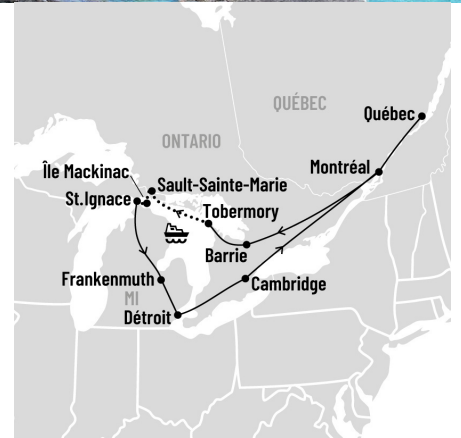 QUÉBEC
Québec
ONTARIO
Montréal
Île Mackinac
Sault-Sainte-Marie
St.Ignace
Tobermory
Barrie
Frankenmuth
Cambridge
MI
Détroit